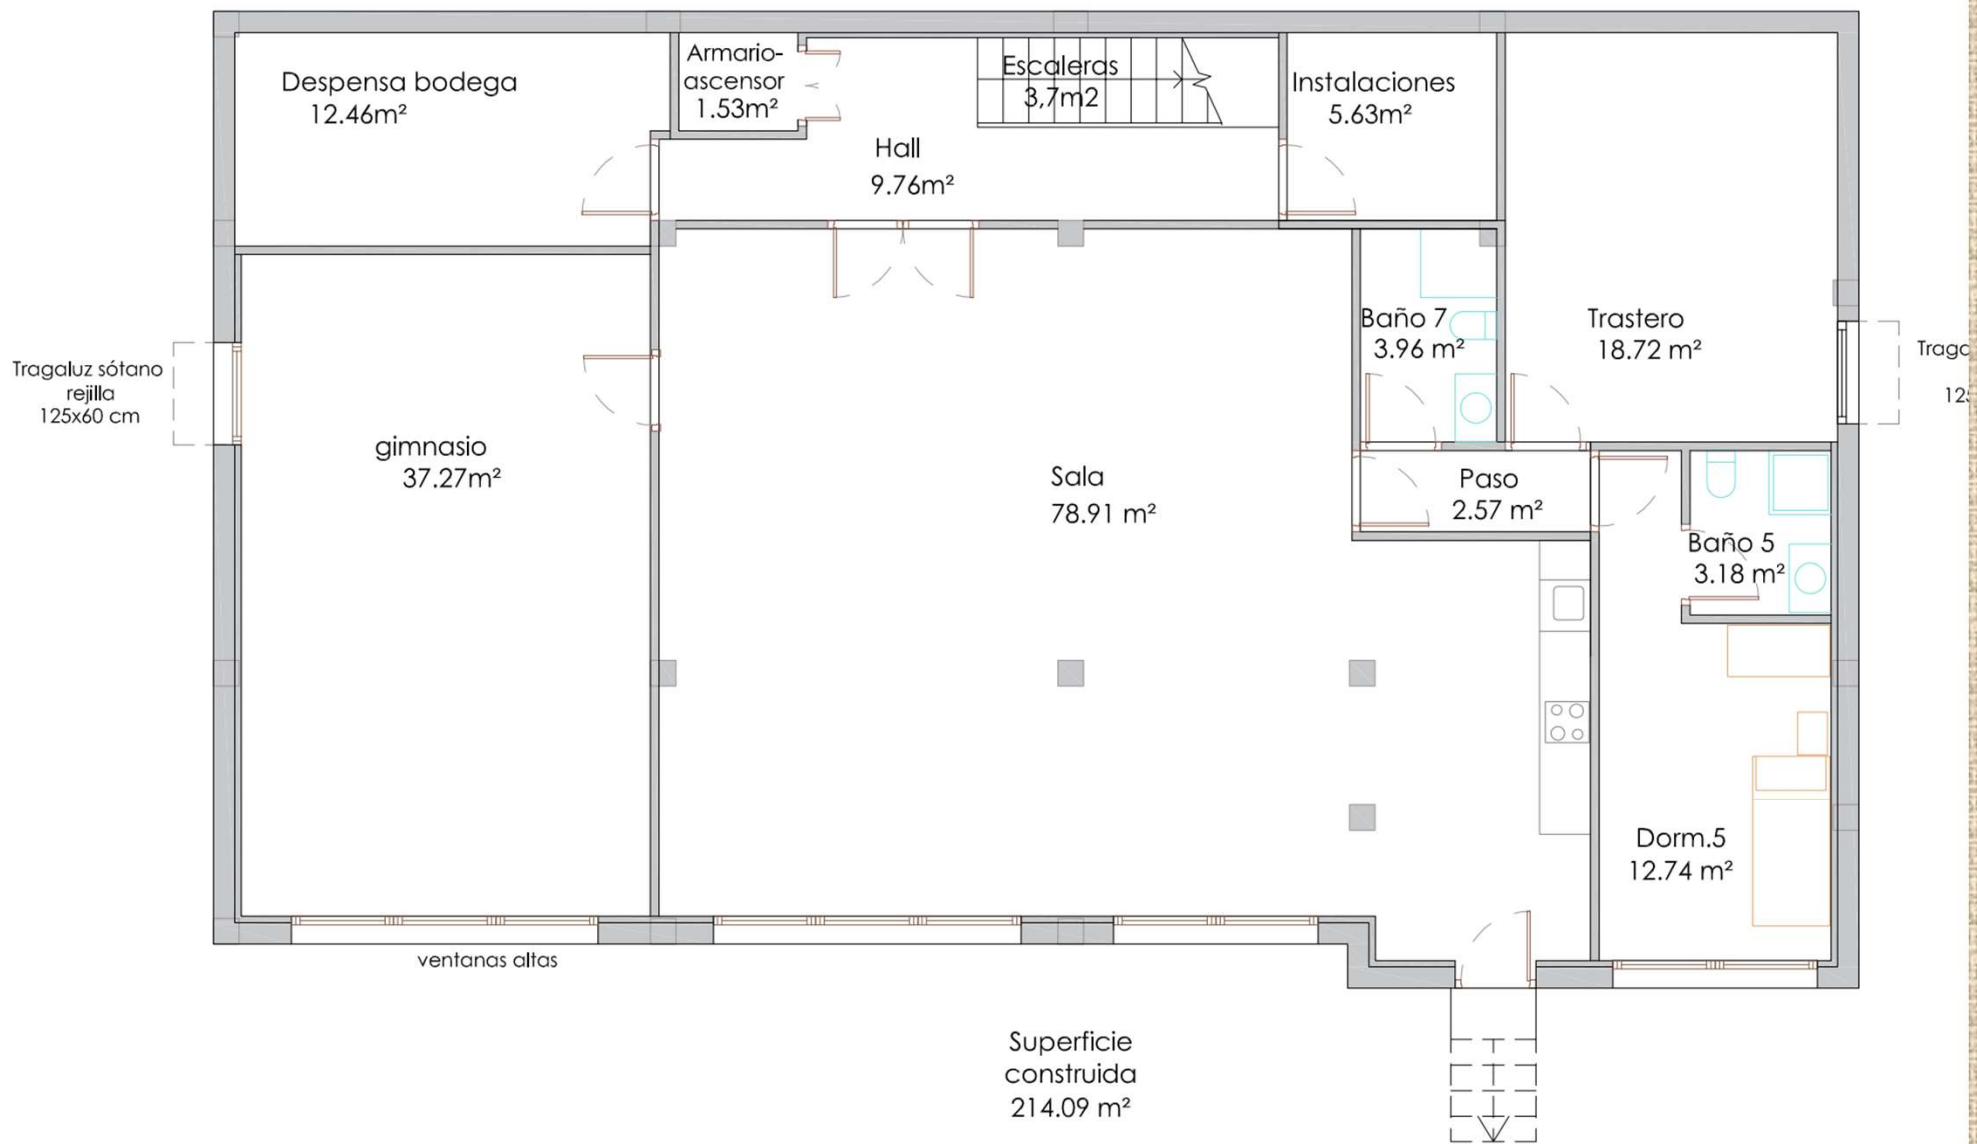 Despensa bodega
12.46m²
Armario-
ascensor
1.53m²
Escaleras
3,7m2
Instalaciones
5.63m²
Hall
9.76m²
Baño 7
3.96 m²
Trastero
18.72 m²
Tragaluz sótano
rejilla
125x60 cm
gimnasio
37.27m²
Sala
78.91 m²
Paso
2.57 m²
Baño 5
3.18 m²
Dorm.5
12.74 m²
ventanas altas
Superficie
construida
214.09 m²